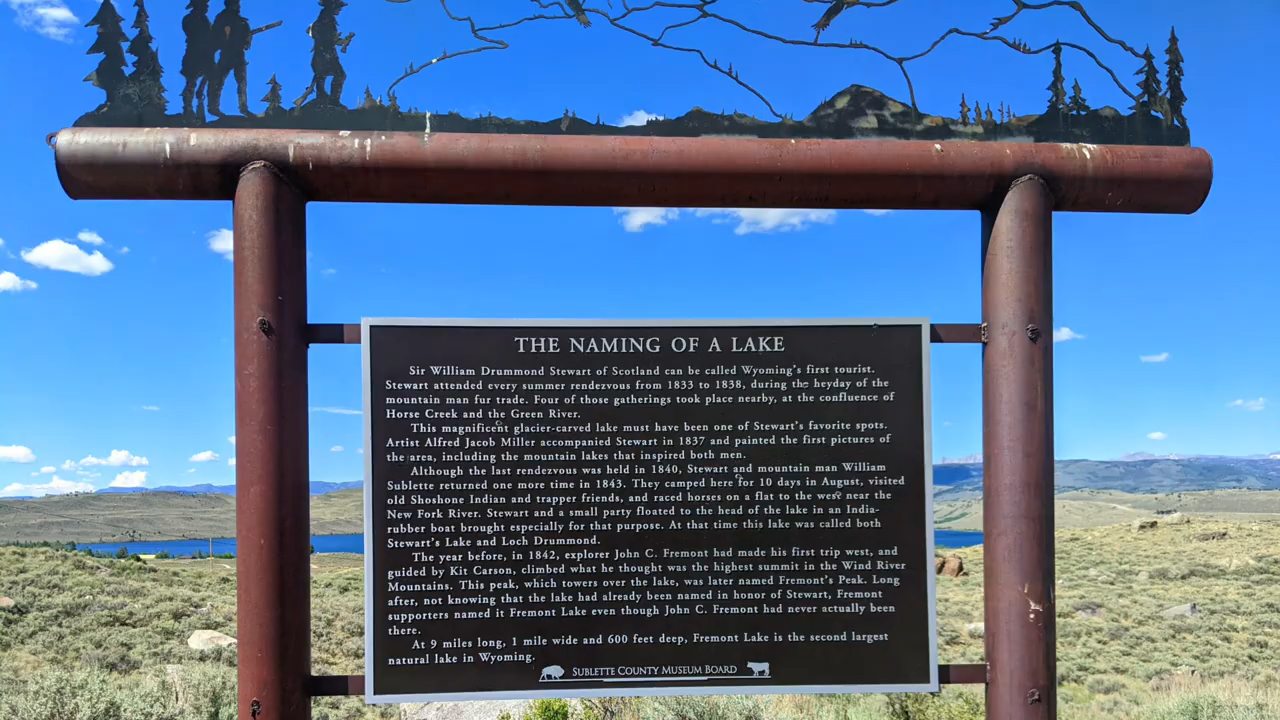 THE NAMING OF A LAKE
Sir William Drummond Stewart of Scotland can be called Wyoming's first tourist.
Stewart attended every summer rendezvous from 1833 to 1838, during the heyday of the
mountain man fur trade. Four of those gatherings took place nearby, at the confluence of
Horse Creek and the Green River.
This magnificent glacier-carved lake must have been one of Stewart's favorite spots.
Artist Alfred Jacob Miller accompanied Stewart in 1837 and painted the first pictures of
the area, including the mountain lakes that inspired both men.
Although the last rendezvous was held in 1840, Stewart and mountain man William
Sublette returned one more time in 1843. They camped here for 10 days in August, visited
old Shoshone Indian and trapper friends, and raced horses on a flat to the west near the
New Fork River. Stewart and a small party floated to the head of the lake in an India-
rubber boat brought especially for that purpose. At that time this lake was called both
Stewart's Lake and Loch Drummond.
The year before, in 1842, explorer John C. Fremont had made his first trip west, and
guided by Kit Carson, climbed what he thought was the highest summit in the Wind River
Mountains. This peak, which towers over the lake, was later named Fremont's Peak. Long
after, not knowing that the lake had already been named in honor of Stewart, Fremont
supporters named it Fremont Lake even though John C. Fremont had never actually been
there.
At 9 miles long, 1 mile wide and 600 feet deep, Fremont Lake is the second largest
natural lake in Wyoming.
SUBLETTE COUNTY MUSEUM BOARD